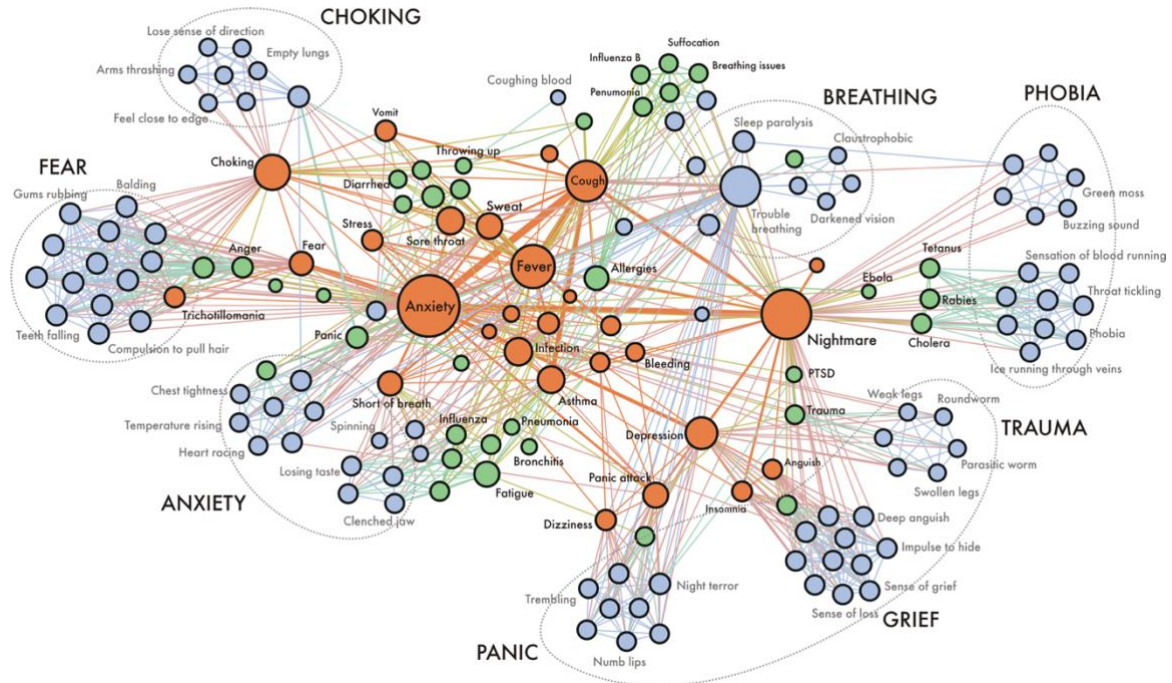 CHOKING
Lose sense of direction
Empty lungs
Arms thrashing
Feel close to edge
Suffocation
Influenza B
Breathing issues
Penumonia
Coughing blood
BREATHING
PHOBIA
Vomit
Sleep paralysis
Claustrophobic
Choking
Throwing up
Cough
FEAR
Diarrhea
Gums rubbing
Balding
Green moss
Sweat
Trouble
breathing
Darkened vision
Buzzing sound
Stress
Sore throat
Anger
Fear
Tetanus
Sensation of blood running
Fever
Allergies
Ebola
Throat tickling
Anxiety
Rabies
Trichotillomania
Teeth falling
Panic
Nightmare
Cholera
Phobia
Compulsion to pull hair
Infection
Bleeding
Ice running through veins
PTSD
Chest tightness
Short of breath
Asthma
Weak legs
Roundworm
Temperature rising
Spinning
Influenza
Pneumonia
Trauma
TRAUMA
Depression
Heart racing
Bronchitis
Losing taste
Anguish
Parasitic worm
Panic attack
Swollen legs
ANXIETY
Fatigue
Insomnia
Clenched jaw
Dizziness
Deep anguish
Impulse to hide
Night terror
Sense of grief
Trembling
Sense of loss
GRIEF
PANIC
Numb lips